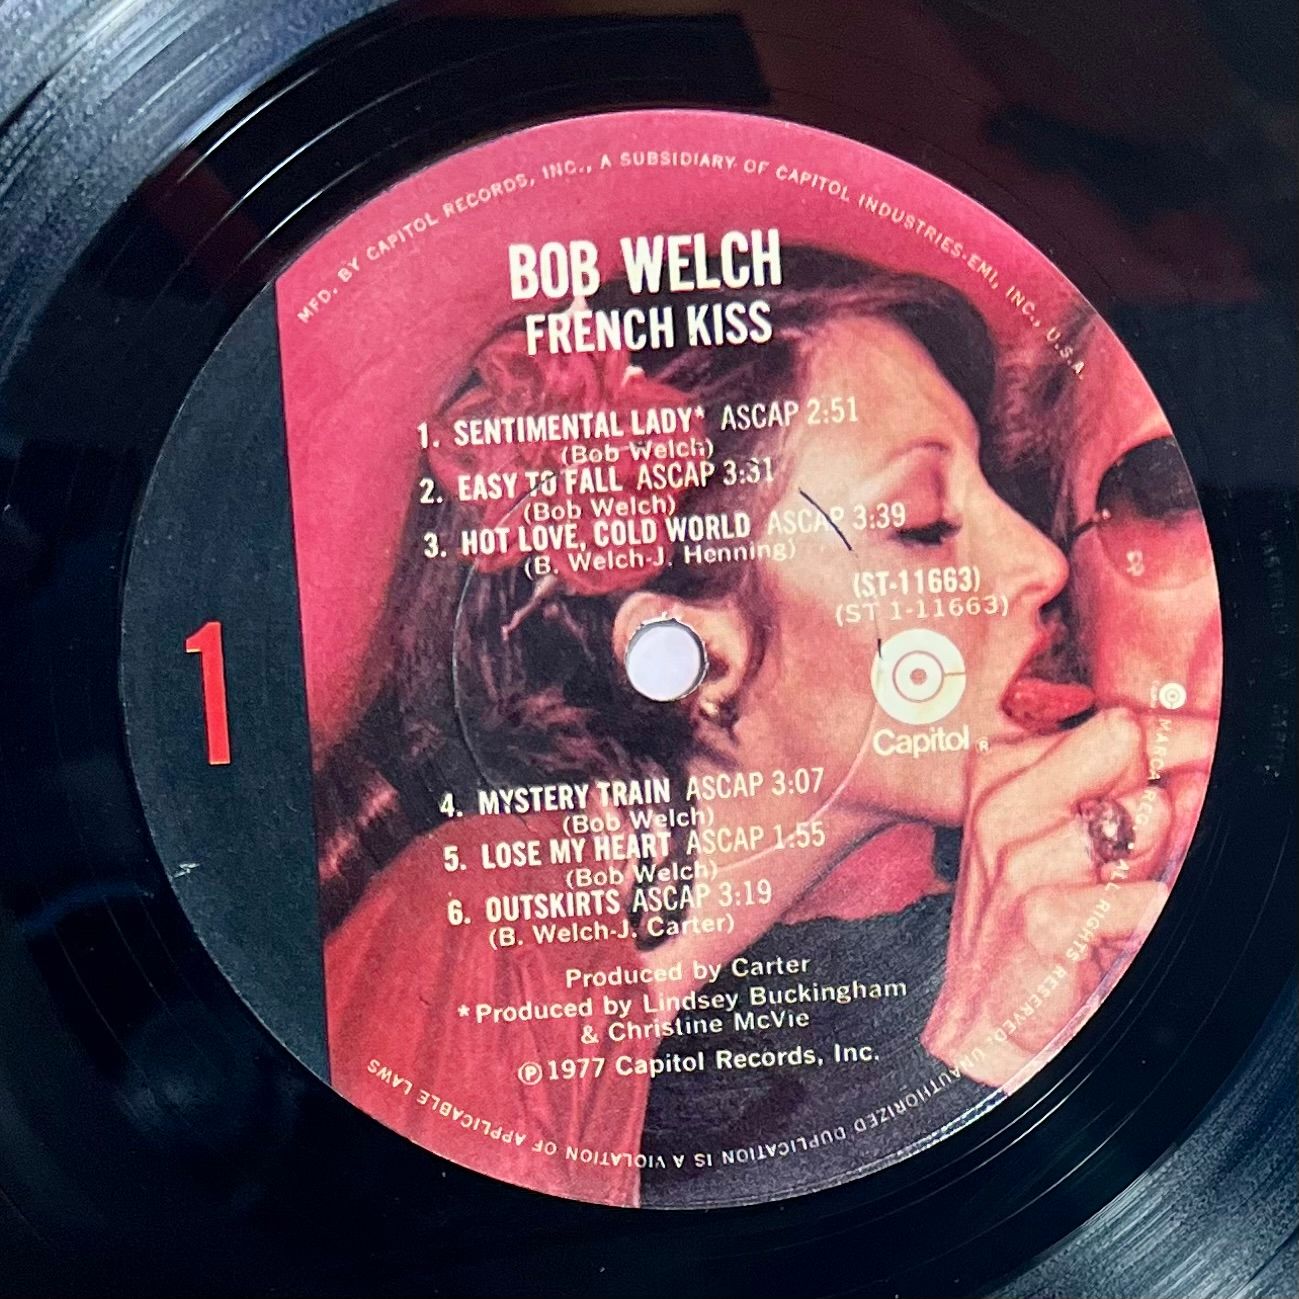 MFD. BY CAPITOL RECORDS, INC., A SUBSIDIARY OF CAPITOL INDUSTRIES-EMI, INC., U.S.A.
BOB WELCH
FRENCH KISS
1. SENTIMENTAL LADY* ASCAP 2:51
(Bob Welch)
2. EASY TO FALL ASCAP 3:31
(Bob Welch)
3. HOT LOVE, COLD WORLD ASCAP 3:39
(B. Welch-J. Henning)
(ST-11663)
(ST 1-11663)
1
Capitol ®
4. MYSTERY TRAIN ASCAP 3:07
(Bob Welch)
5. LOSE MY HEART ASCAP 1:55
(Bob Welch)
6. OUTSKIRTS ASCAP 3:19
(B. Welch-J. Carter)
Produced by Carter
*Produced by Lindsey Buckingham
& Christine McVie
℗1977 Capitol Records, Inc.
MARCA REG. • ALL RIGHTS RESERVED. UNAUTHORIZED DUPLICATION IS A VIOLATION OF APPLICABLE LAWS